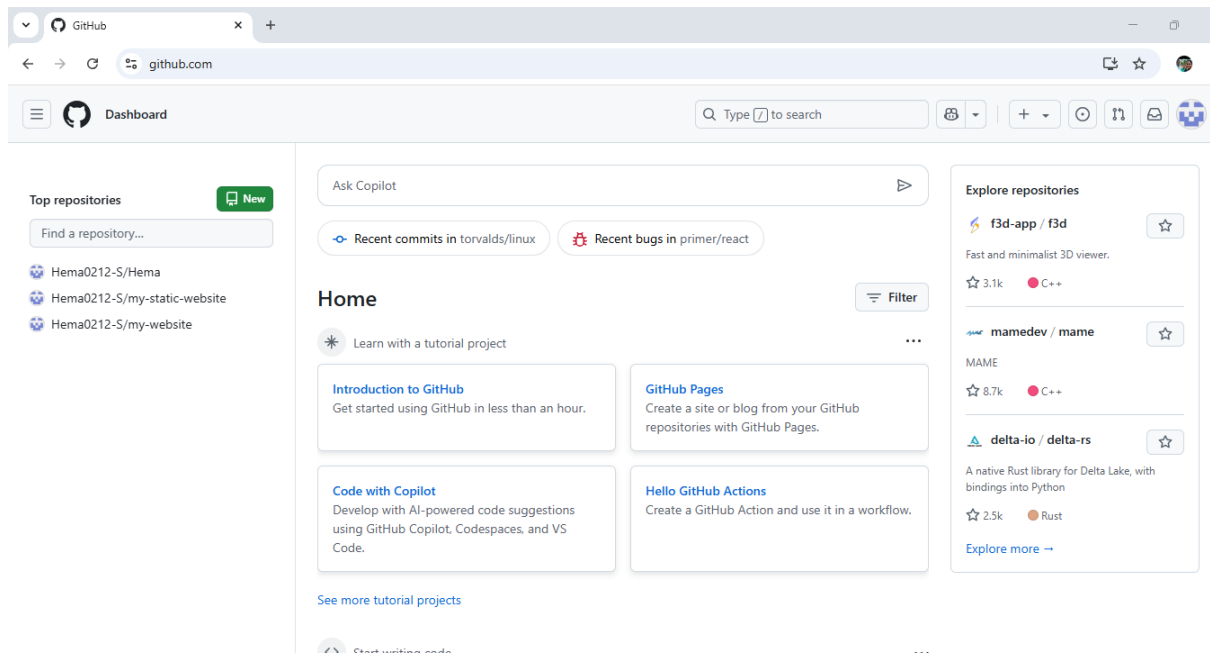 GitHub
github.com
Dashboard
Type / to search
Top repositories
New
Find a repository...
Hema0212-S/Hema
Hema0212-S/my-static-website
Hema0212-S/my-website
Ask Copilot
Recent commits in torvalds/linux
Recent bugs in primer/react
Home
Filter
Learn with a tutorial project
Introduction to GitHub
Get started using GitHub in less than an hour.
GitHub Pages
Create a site or blog from your GitHub
repositories with GitHub Pages.
Code with Copilot
Develop with AI-powered code suggestions
using GitHub Copilot, Codespaces, and VS
Code.
Hello GitHub Actions
Create a GitHub Action and use it in a workflow.
See more tutorial projects
Start writing code
Explore repositories
f3d-app / f3d
Fast and minimalist 3D viewer.
3.1k C++
mamedev / mame
MAME
8.7k C++
delta-io / delta-rs
A native Rust library for Delta Lake, with
bindings into Python
2.5k Rust
Explore more →